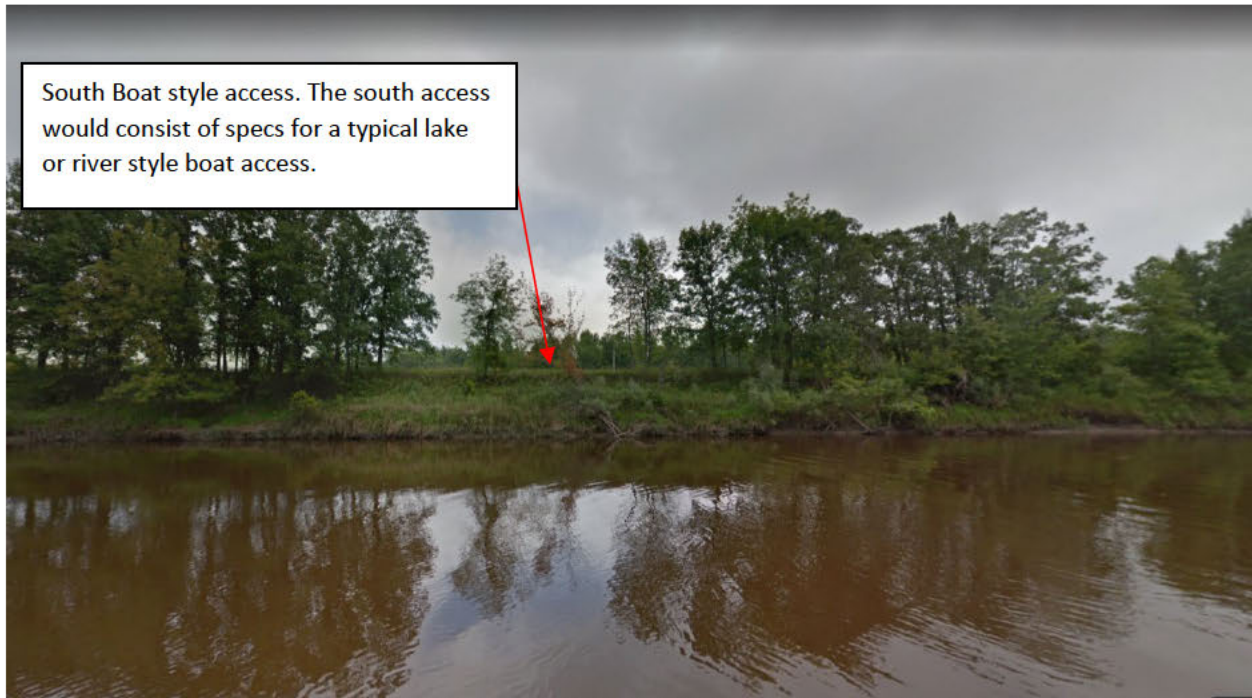 South Boat style access. The south access
would consist of specs for a typical lake
or river style boat access.